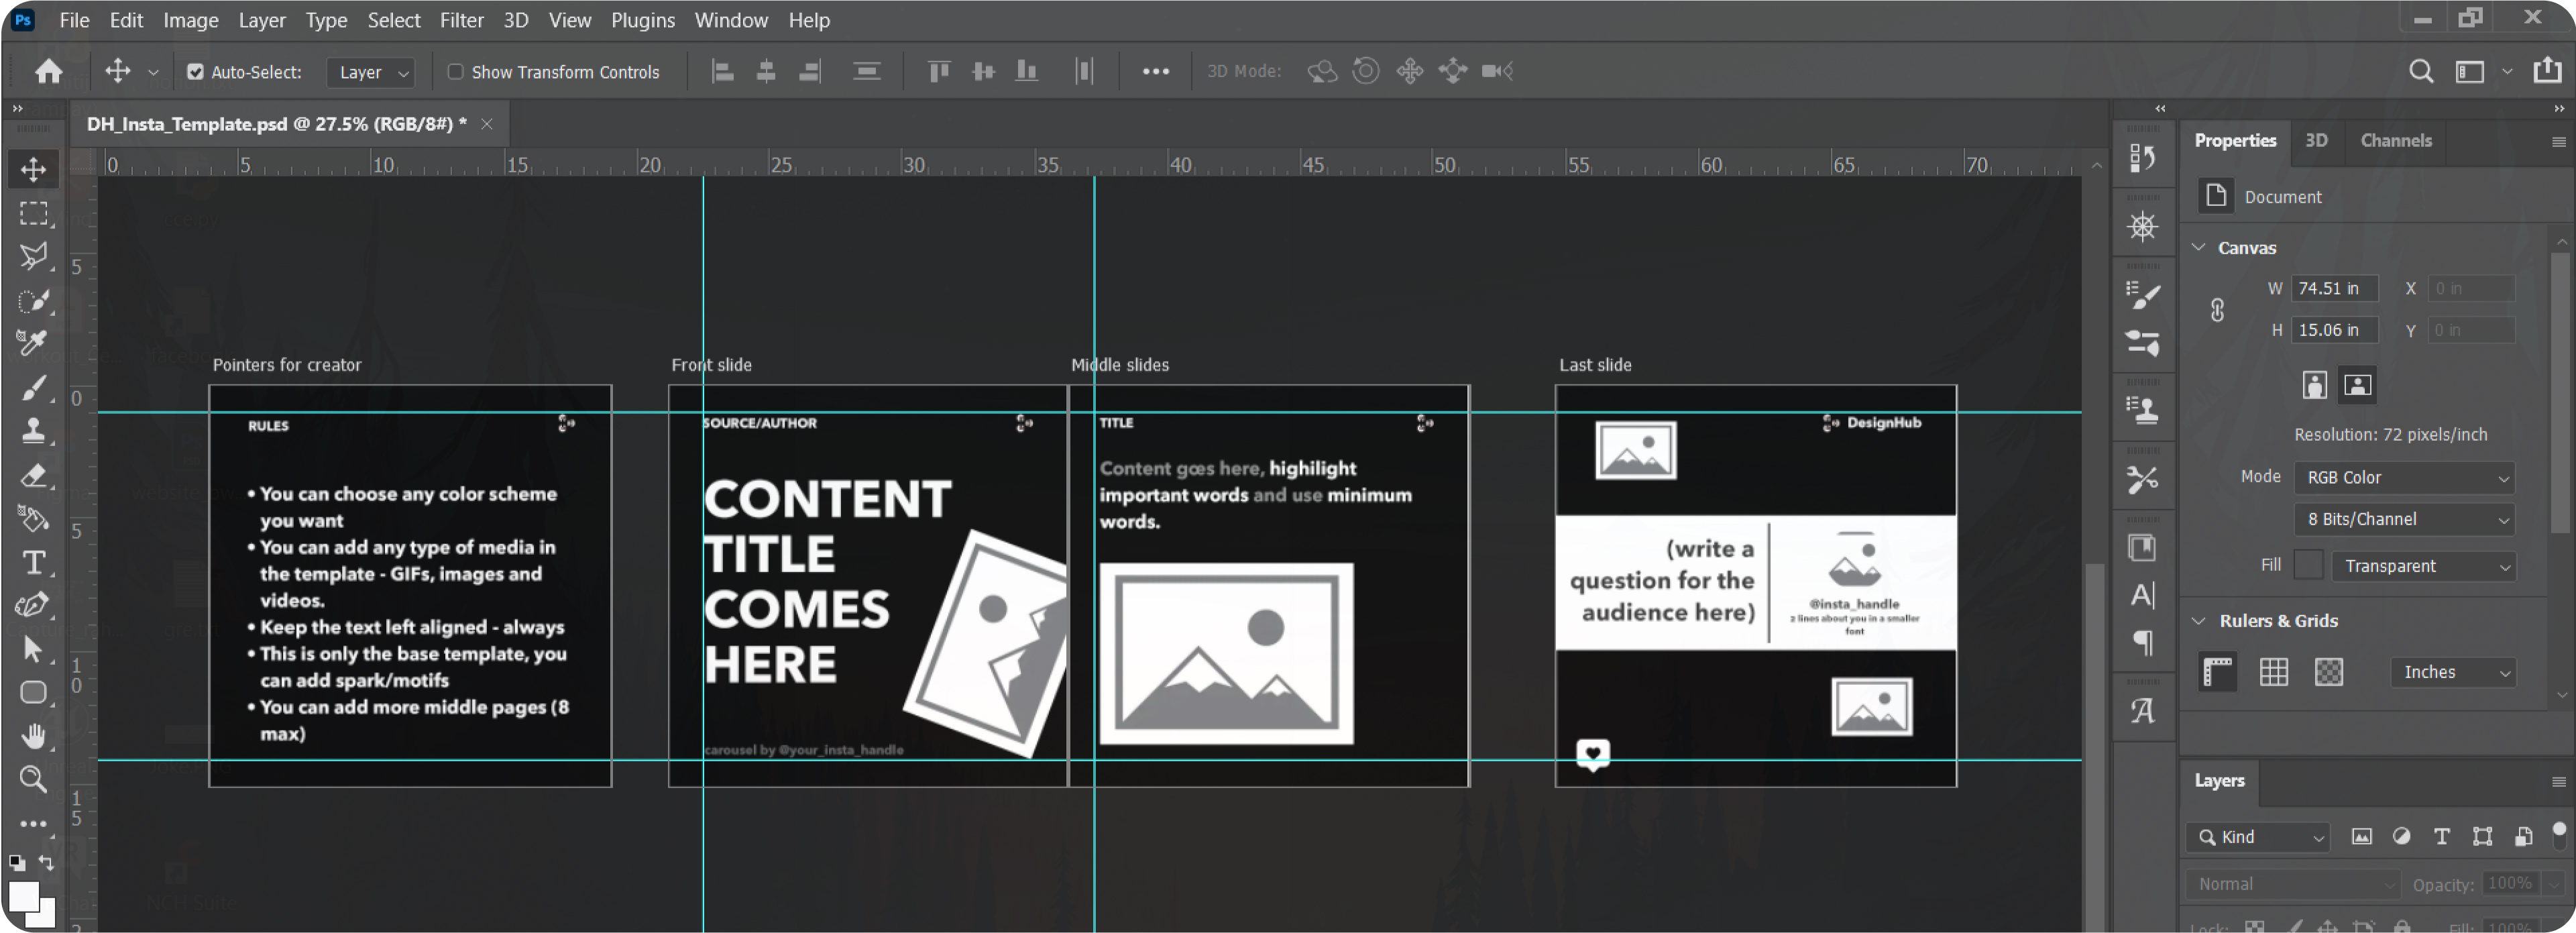 Ps File Edit Image Layer Type Select Filter 3D View Plugins Window Help
Auto-Select: Layer Show Transform Controls 3D Mode:
DH_Insta_Template.psd @ 27.5% (RGB/8#) *
0 5 10 15 20 25 30 35 40 45 50 55 60 65 70
5
0
5
10
15
Pointers for creator
RULES
• You can choose any color scheme
you want
• You can add any type of media in
the template - GIFs, images and
videos.
• Keep the text left aligned - always
• This is only the base template, you
can add spark/motifs
• You can add more middle pages (8
max)
Front slide
SOURCE/AUTHOR
CONTENT
TITLE
COMES
HERE
carousel by @your_insta_handle
Middle slides
TITLE
Content goes here, highilight
important words and use minimum
words.
Last slide
DesignHub
(write a
question for the
audience here)
@insta_handle
2 lines about you in a smaller
font
Properties 3D Channels
Document
Canvas
W 74.51 in X 0 in
H 15.06 in Y 0 in
Resolution: 72 pixels/inch
Mode RGB Color
8 Bits/Channel
Fill Transparent
Rulers & Grids
Inches
Layers
Kind
Normal Opacity: 100%
Lock: Fill: 100%
NCH Suite